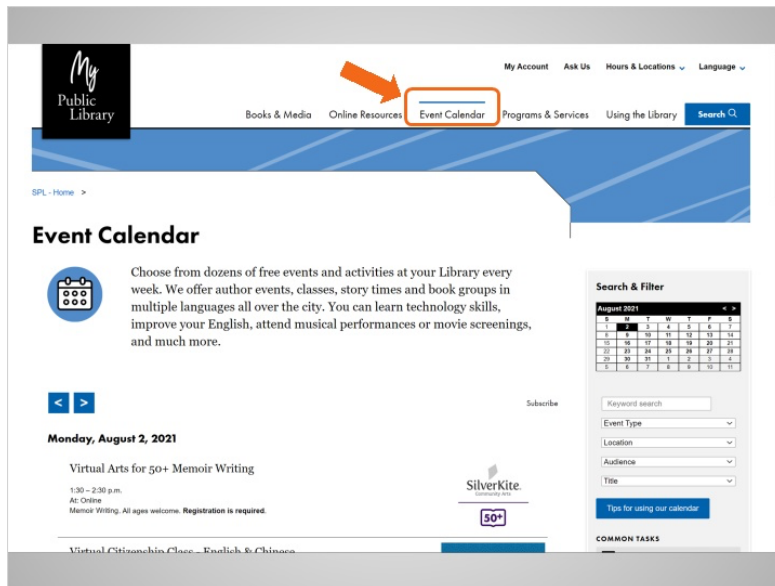 My
Public
Library
My Account Ask Us Hours & Locations Language
Books & Media Online Resources Event Calendar Programs & Services Using the Library Search
SPL - Home >
Event Calendar
Choose from dozens of free events and activities at your Library every
week. We offer author events, classes, story times and book groups in
multiple languages all over the city. You can learn technology skills,
improve your English, attend musical performances or movie screenings,
and much more.
Search & Filter
August 2021 < >
S M T W T F S
1 2 3 4 5 6 7
8 9 10 11 12 13 14
15 16 17 18 19 20 21
22 23 24 25 26 27 28
29 30 31 1 2 3 4
5 6 7 8 9 10 11
< > Subscribe
Keyword search
Event Type
Location
Audience
Title
Tips for using our calendar
COMMON TASKS
Monday, August 2, 2021
Virtual Arts for 50+ Memoir Writing
1:30 – 2:30 p.m.
At: Online
Memoir Writing. All ages welcome. Registration is required.
SilverKite.
Community Arts
50+
Virtual Citizenship Class - English & Chinese